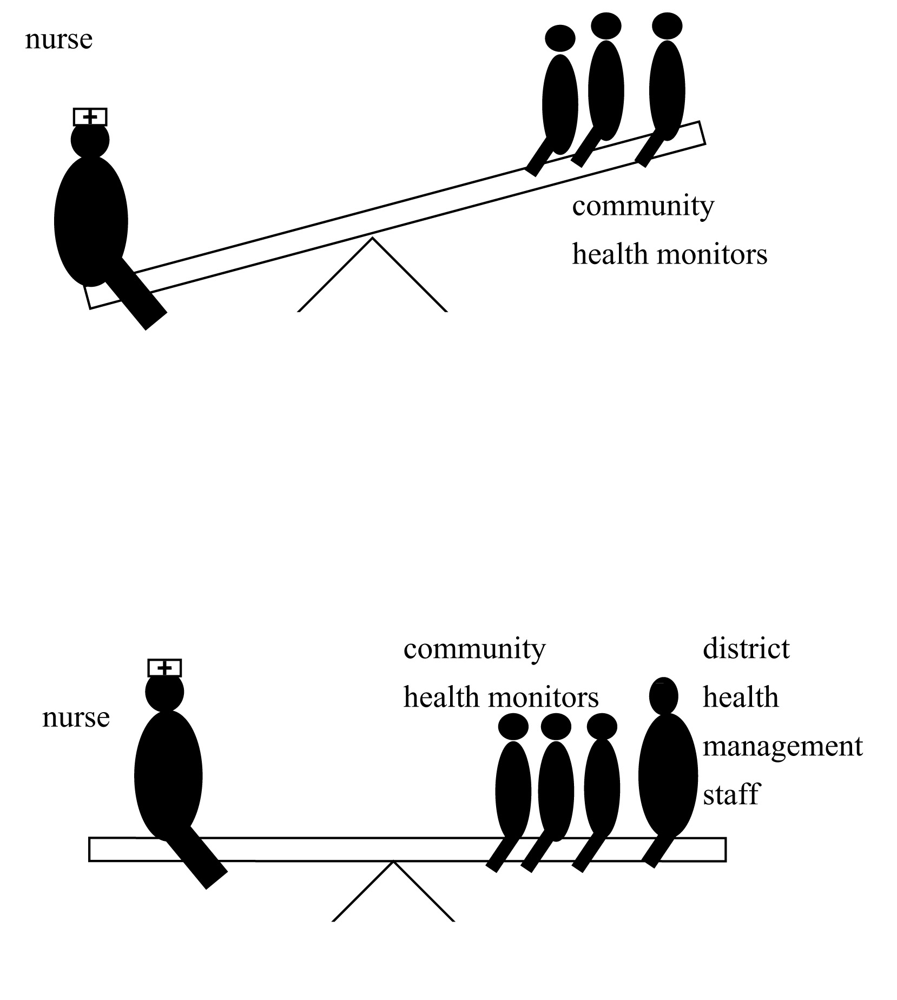 nurse
community
health monitors
community
health monitors
district
health
management
staff
nurse